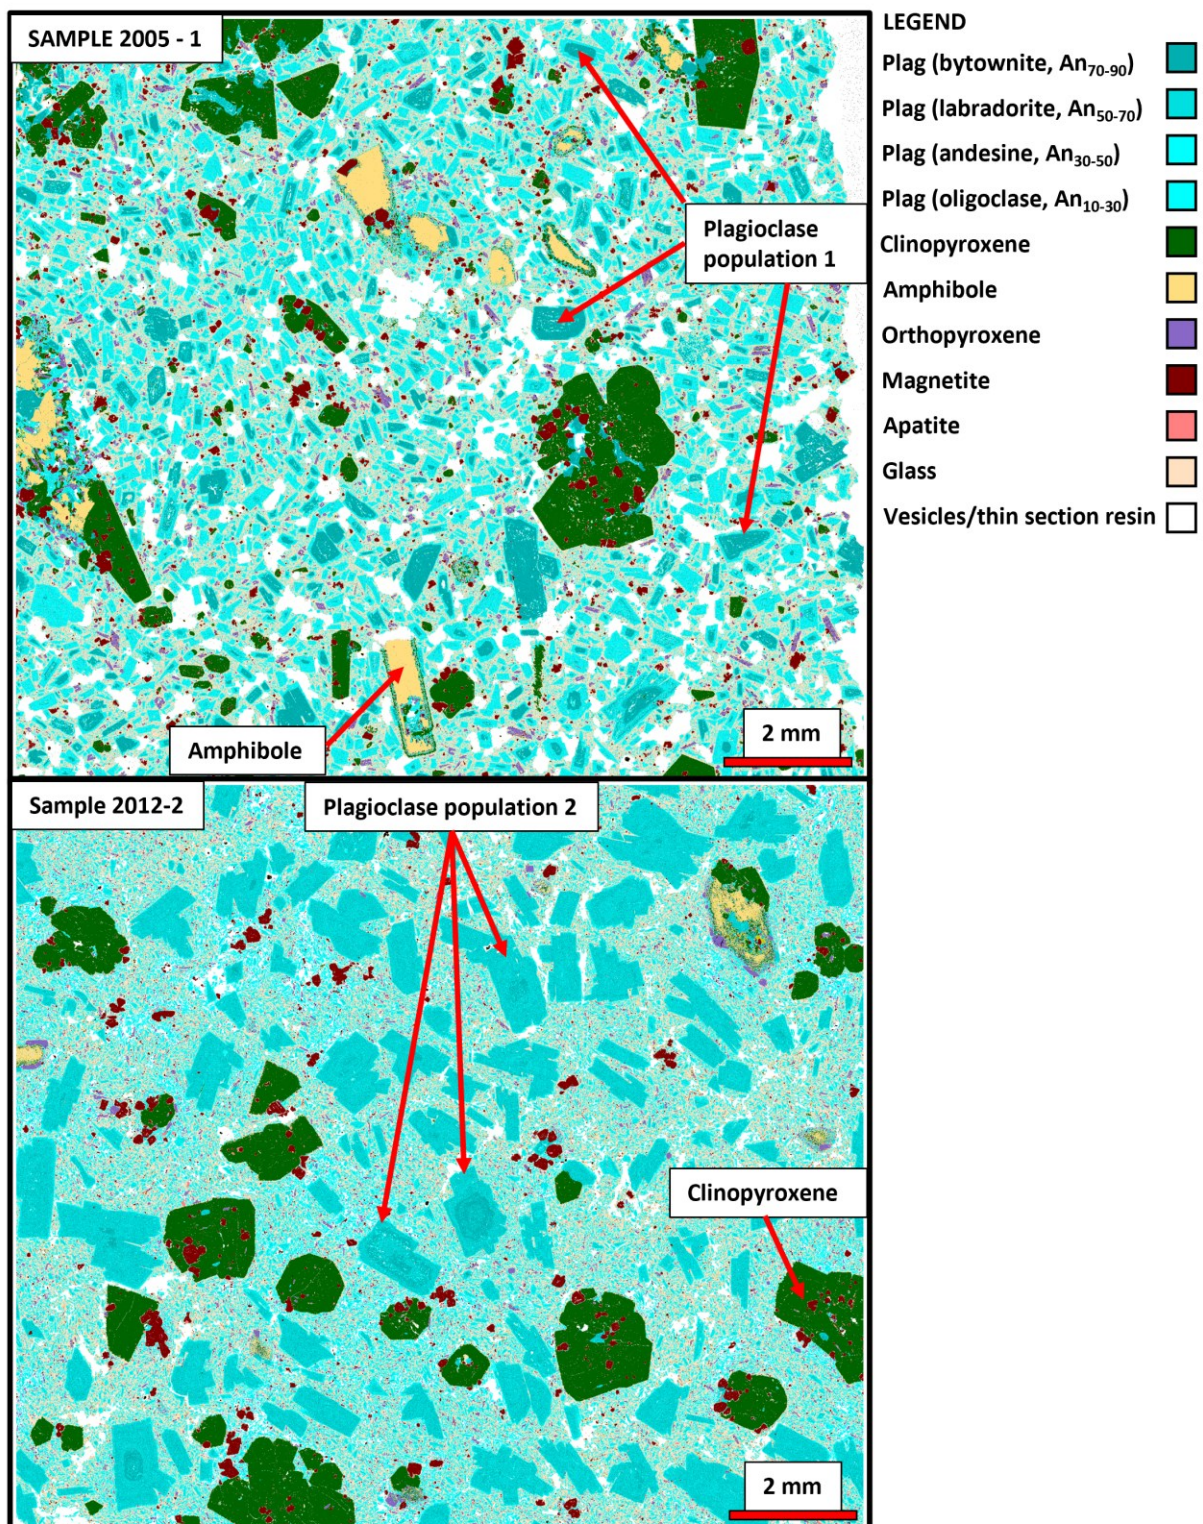 SAMPLE 2005 - 1
Plagioclase
population 1
Amphibole
2 mm
Sample 2012-2
Plagioclase population 2
Clinopyroxene
2 mm
LEGEND
Plag (bytownite, An70-90)
Plag (labradorite, An50-70)
Plag (andesine, An30-50)
Plag (oligoclase, An10-30)
Clinopyroxene
Amphibole
Orthopyroxene
Magnetite
Apatite
Glass
Vesicles/thin section resin